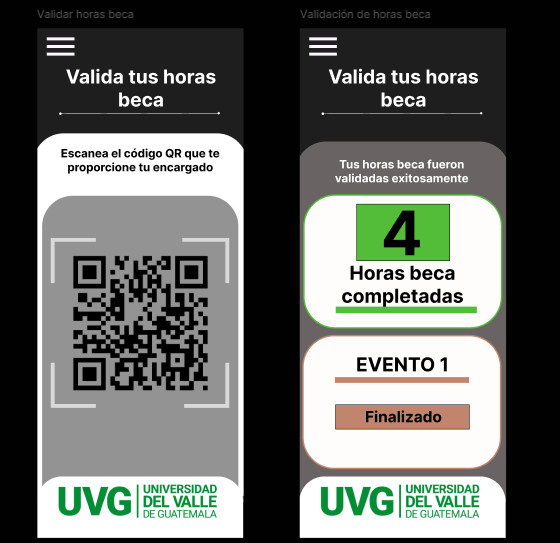 Validar horas beca
Valida tus horas
beca
Escanea el código QR que te
proporcione tu encargado
UVG UNIVERSIDAD
DEL VALLE
DE GUATEMALA
Validación de horas beca
Valida tus horas
beca
Tus horas beca fueron
validadas exitosamente
4
Horas beca
completadas
EVENTO 1
Finalizado
UVG UNIVERSIDAD
DEL VALLE
DE GUATEMALA